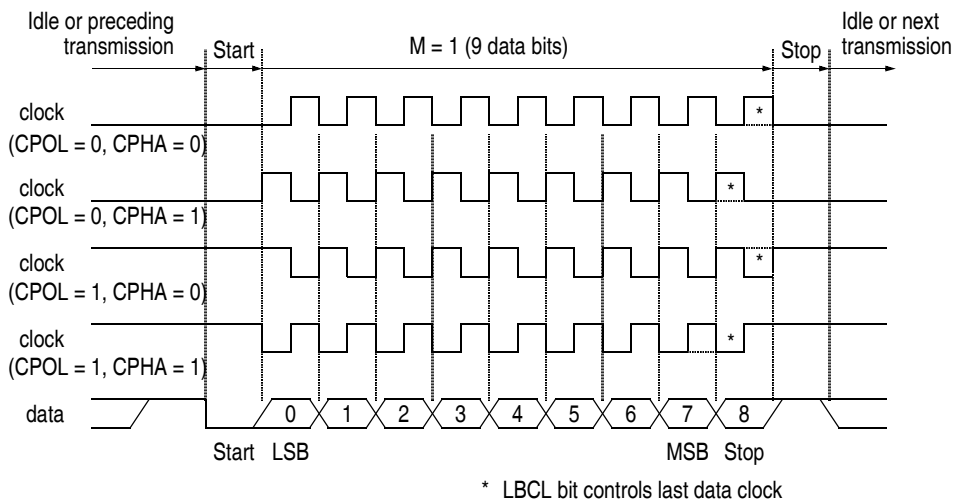 Idle or preceding transmission
Start
M = 1 (9 data bits)
Stop
Idle or next transmission
clock
(CPOL = 0, CPHA = 0)
*
clock
(CPOL = 0, CPHA = 1)
*
clock
(CPOL = 1, CPHA = 0)
*
clock
(CPOL = 1, CPHA = 1)
*
data 0 1 2 3 4 5 6 7 8
Start LSB MSB Stop
* LBCL bit controls last data clock